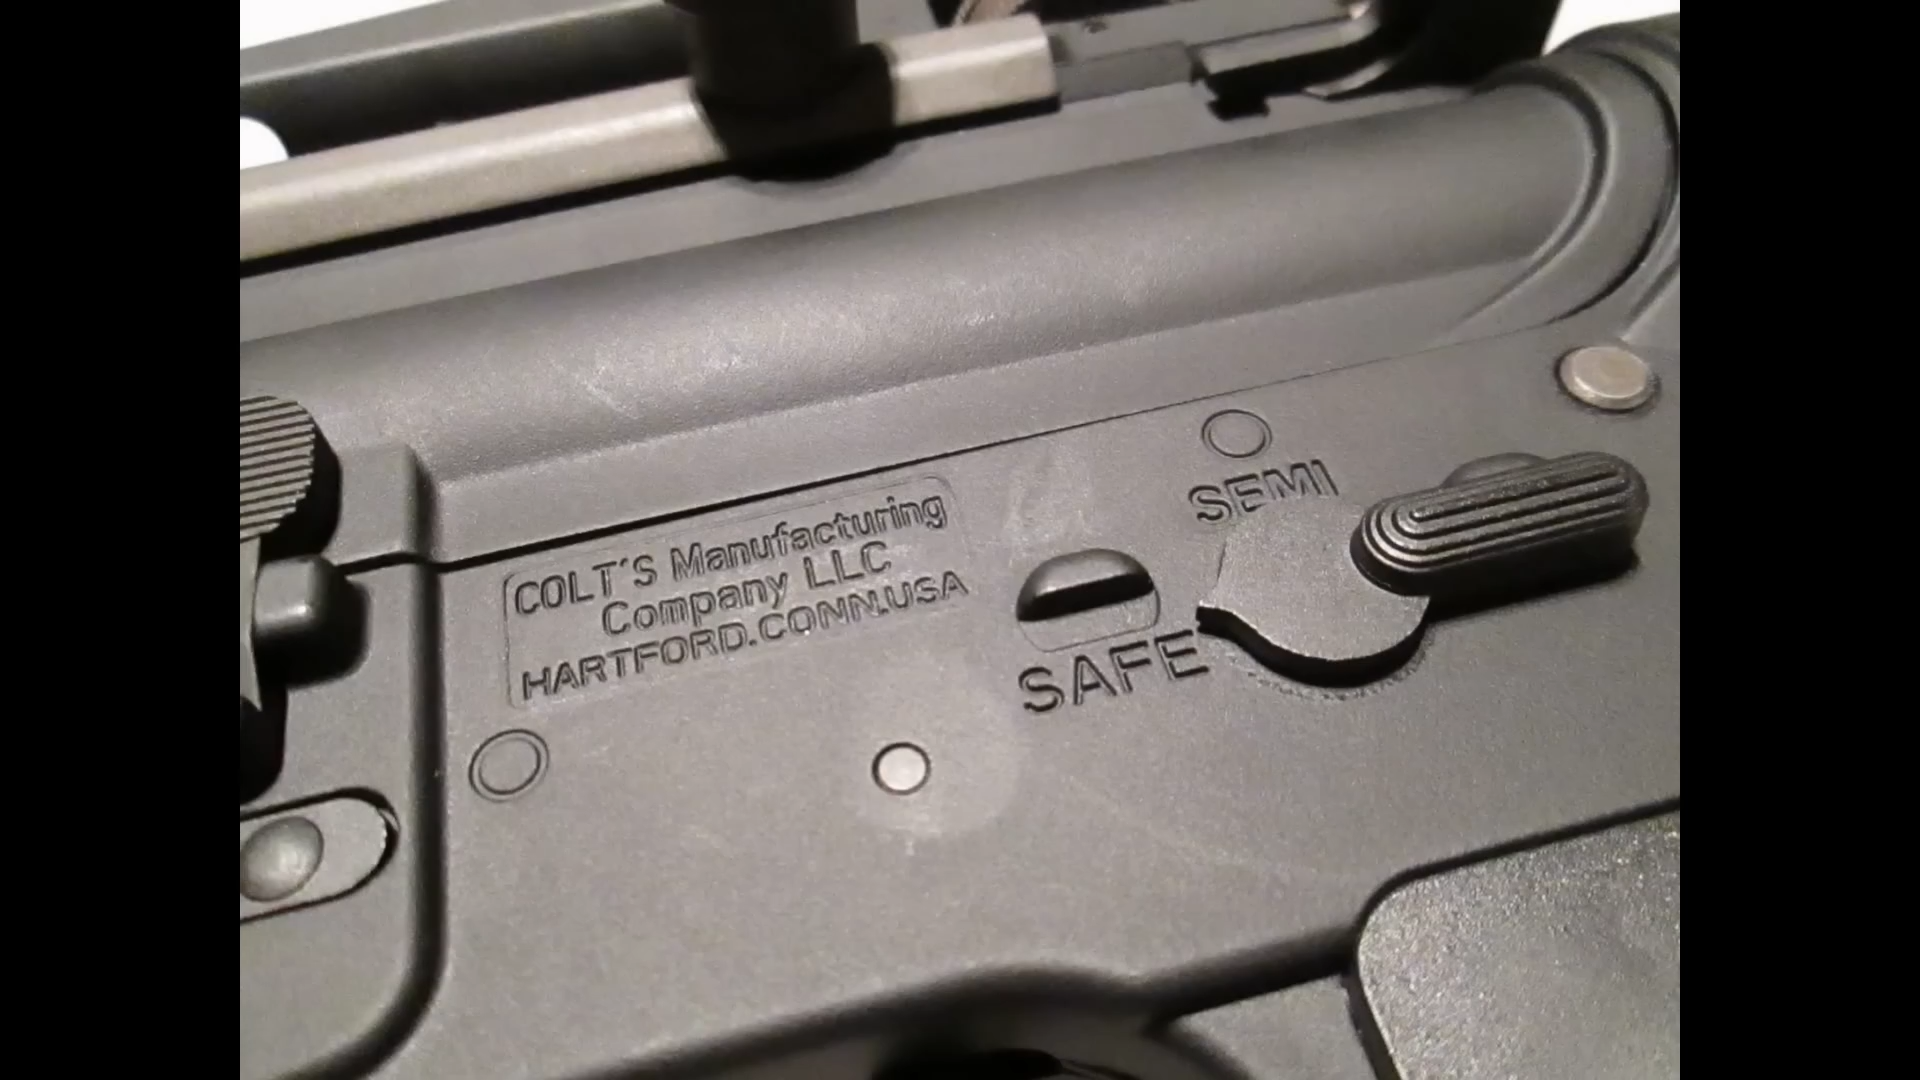 COLT'S Manufacturing
Company LLC
HARTFORD.CONN.USA
SEMI
SAFE